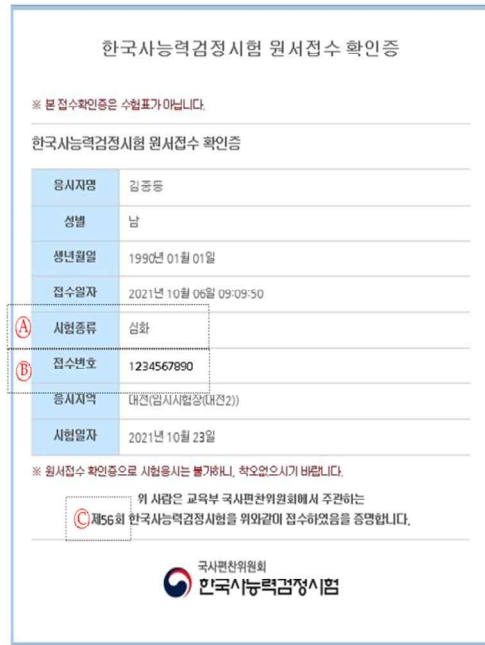 한국사능력검정시험 원서접수 확인증
※ 본 접수확인증은 수험표가 아닙니다.
한국사능력검정시험 원서접수 확인증
응시자명 김중등
성별 남
생년월일 1990년 01월 01일
접수일자 2021년 10월 06일 09:09:50
Ⓐ 시험종류 심화
Ⓑ 접수번호 1234567890
응시지역 대전(임시시험장(대전2))
시험일자 2021년 10월 23일
※ 원서접수 확인증으로 시험응시는 불가하니, 착오없으시기 바랍니다.
위 사람은 교육부 국사편찬위원회에서 주관하는
Ⓒ 제56회 한국사능력검정시험을 위와같이 접수하였음을 증명합니다.
국사편찬위원회
한국사능력검정시험